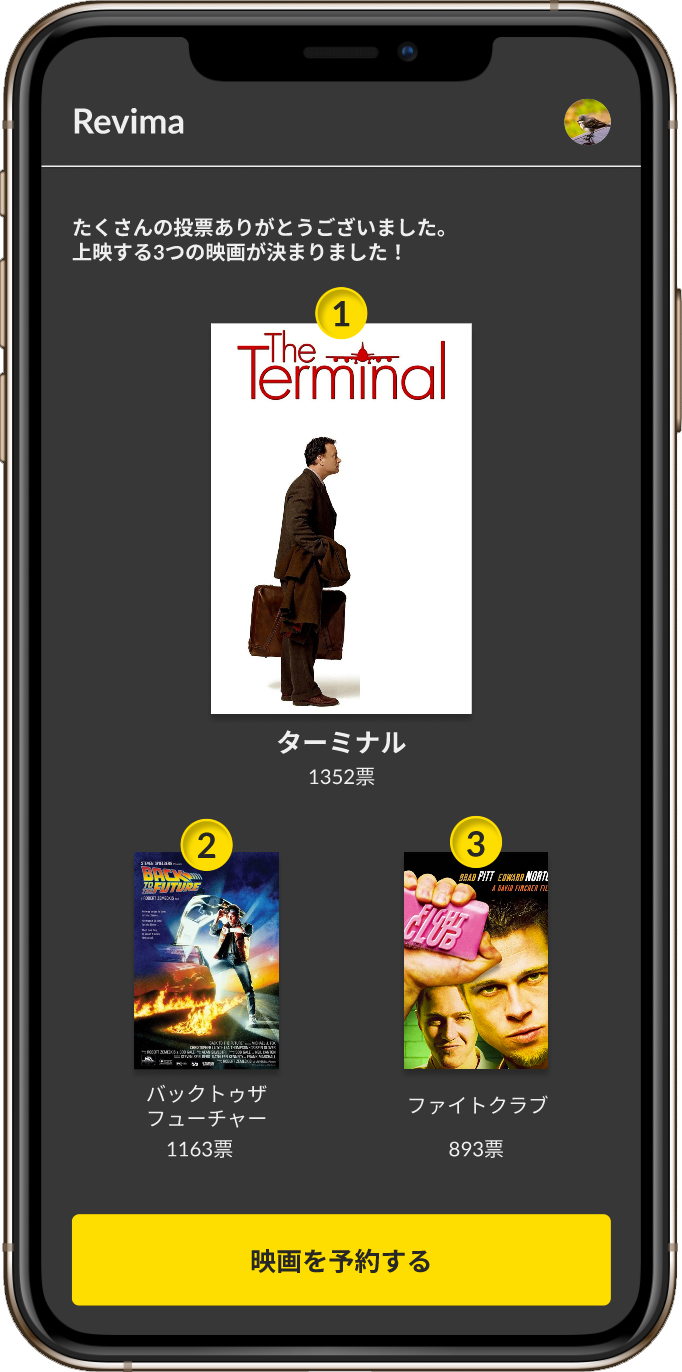 Revima
たくさんの投票ありがとうございました。
上映する3つの映画が決まりました！
1
The
Terminal
ターミナル
1352票
2
3
BACK
TO THE
FUTURE
BRAD PITT EDWARD NORTO
A DAVID FINCHER FIL
FIGHT
CLUB
バックトゥザ
フューチャー
1163票
ファイトクラブ
893票
映画を予約する